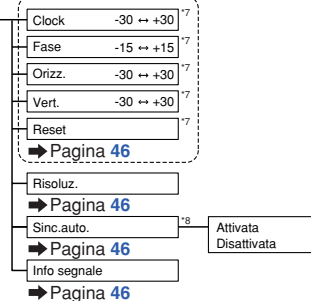 Clock -30 ↔ +30 *7
Fase -15 ↔ +15 *7
Orizz. -30 ↔ +30 *7
Vert. -30 ↔ +30 *7
Reset *7
➡ Pagina 46
Risoluz.
➡ Pagina 46
Sinc.auto. *8 Attivata
Disattivata
➡ Pagina 46
Info segnale
➡ Pagina 46